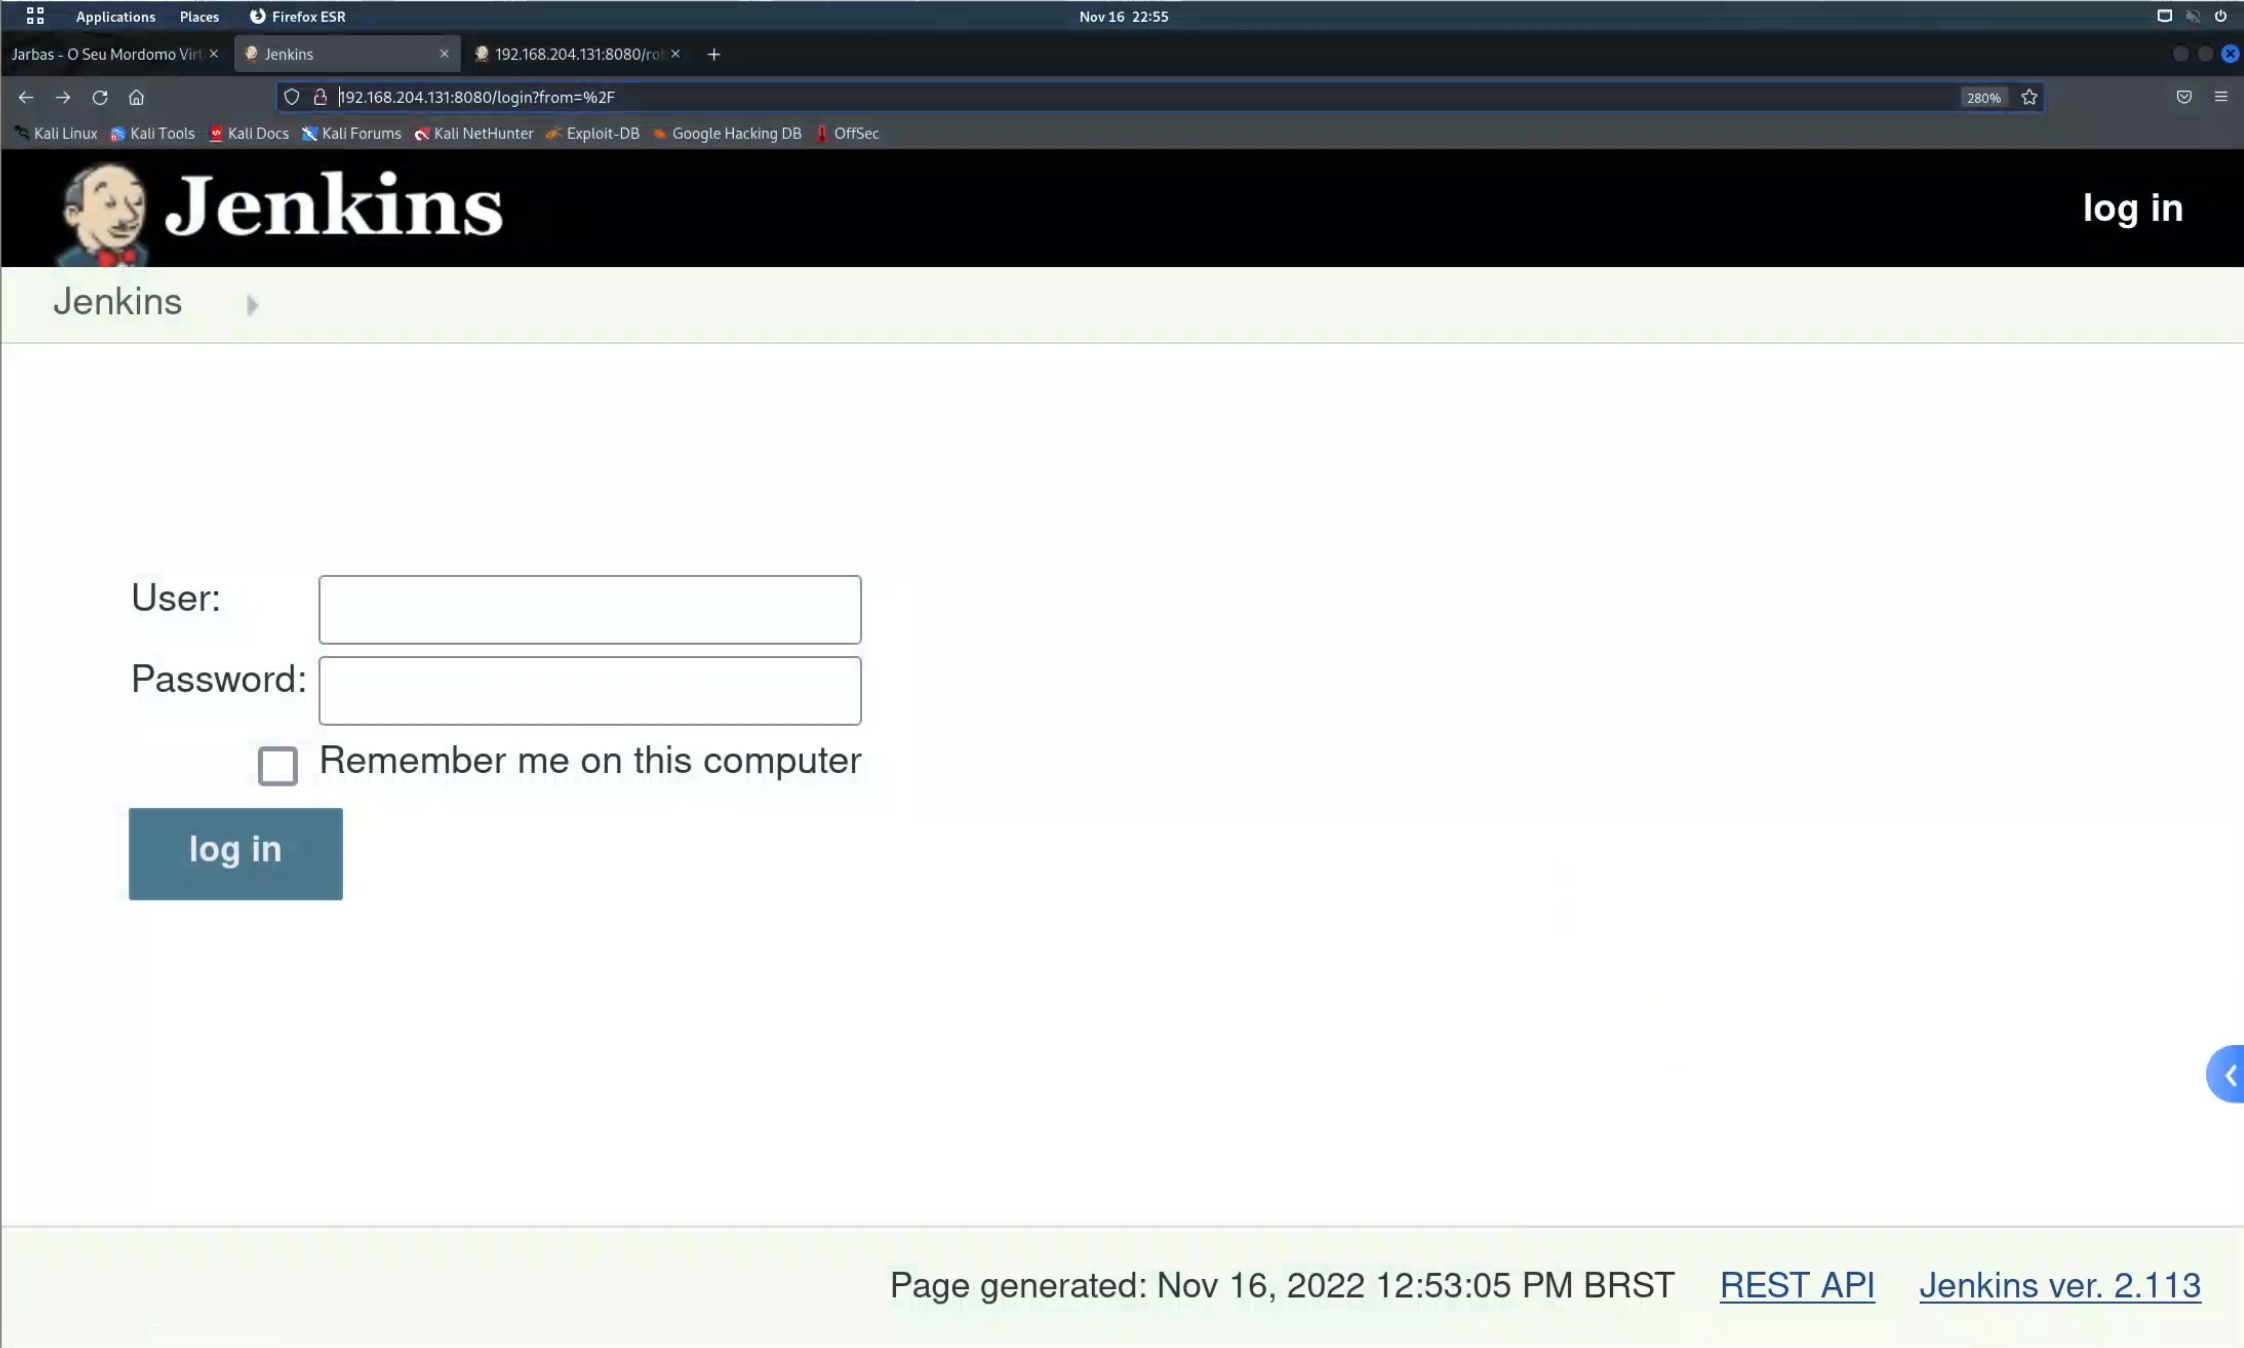 Applications Places Firefox ESR Nov 16 22:55
Jarbas - O Seu Mordomo Virt Jenkins 192.168.204.131:8080/ro
192.168.204.131:8080/login?from=%2F 280%
Kali Linux Kali Tools Kali Docs Kali Forums Kali NetHunter Exploit-DB Google Hacking DB OffSec
Jenkins log in
Jenkins
User:
Password:
Remember me on this computer
log in
Page generated: Nov 16, 2022 12:53:05 PM BRST REST API Jenkins ver. 2.113